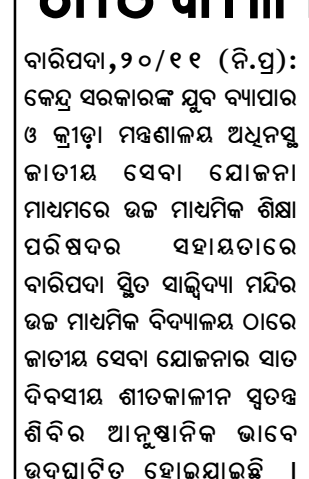 ବାରିପଦା,୨୦/୧୧ (ନି.ପ୍ର):
କେନ୍ଦ୍ର ସରକାରଙ୍କ ଯୁବ ବ୍ୟାପାର
ଓ କ୍ରୀଡ଼ା ମନ୍ତ୍ରଣାଳୟ ଅଧିନସ୍ଥ
ଜାତୀୟ ସେବା ଯୋଜନା
ମାଧ୍ୟମରେ ଉଚ୍ଚ ମାଧ୍ୟମିକ ଶିକ୍ଷା
ପରିଷଦର ସହାୟତାରେ
ବାରିପଦା ସ୍ଥିତ ମନ୍ଦିର
ଉଚ୍ଚ ମାଧ୍ୟମିକ ବିଦ୍ୟାଳୟ ଠାରେ
ଜାତୀୟ ସେବା ଯୋଜନାର ସାତ
ଦିବସୀୟ ଶୀତକାଳୀନ ସ୍ୱତନ୍ତ୍ର
ଶିବିର ଆନୁଷ୍ଠାନିକ ଭାବେ
ଉଦଘାଟିତ ହୋଇଯାଇଛି ।